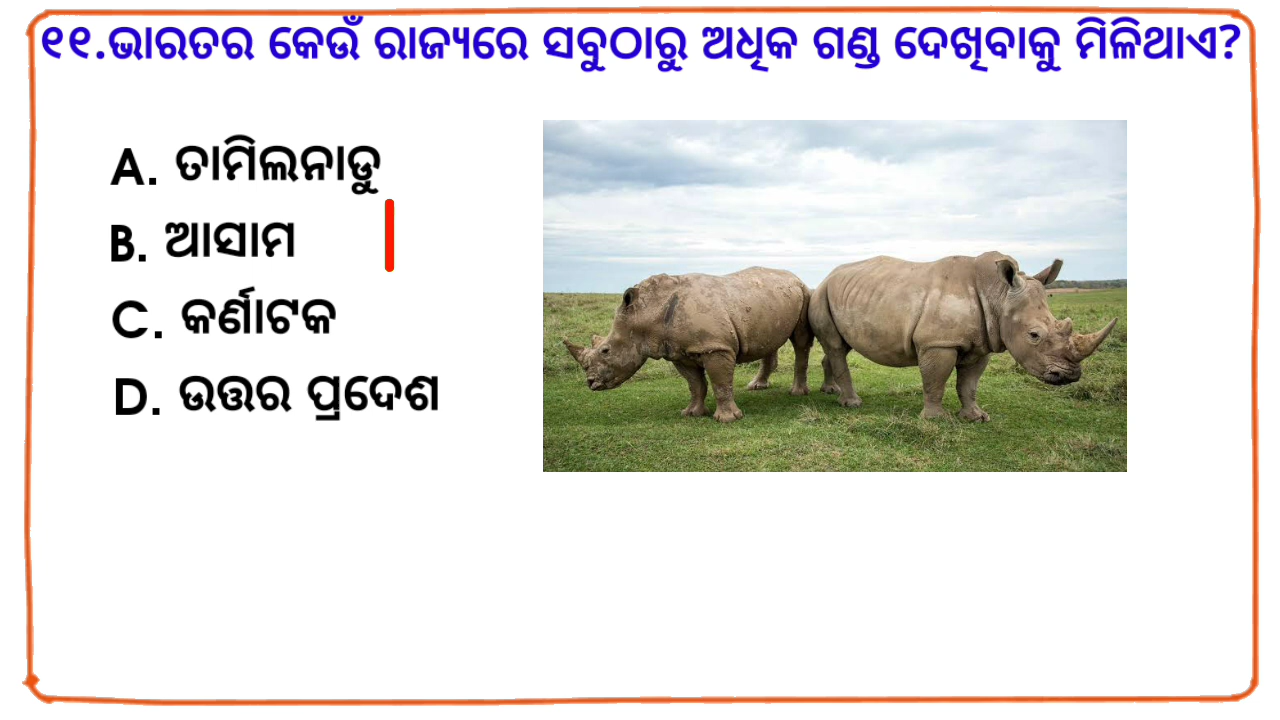 ୧୧.ଭାରତର କେଉଁ ରାଜ୍ୟରେ ସବୁଠାରୁ ଅଧିକ ଗଣ୍ଡ ଦେଖିବାକୁ ମିଳିଥାଏ?
A. ତାମିଲନାଡୁ
B. ଆସାମ
C. କର୍ଣାଟକ
D. ଉତ୍ତର ପ୍ରଦେଶ